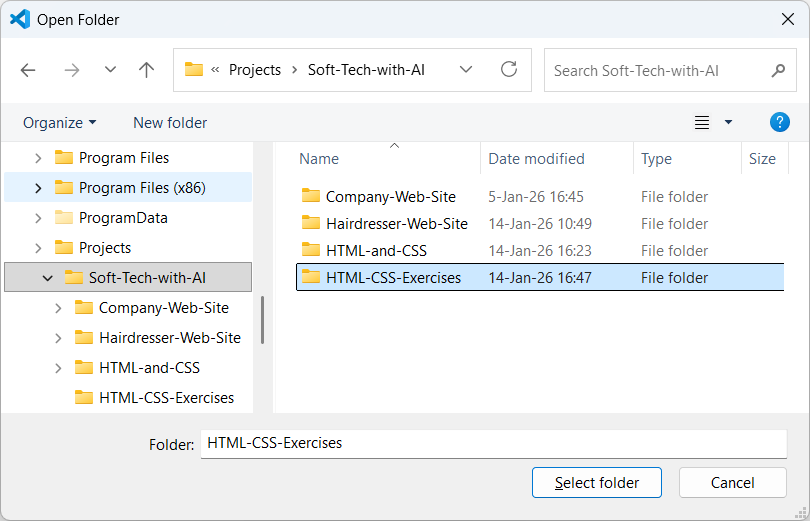 Open Folder
« Projects > Soft-Tech-with-AI
Search Soft-Tech-with-AI
Organize
New folder
?
Program Files
Program Files (x86)
ProgramData
Projects
Soft-Tech-with-AI
Company-Web-Site
Hairdresser-Web-Site
HTML-and-CSS
HTML-CSS-Exercises
Name Date modified Type Size
Company-Web-Site 5-Jan-26 16:45 File folder
Hairdresser-Web-Site 14-Jan-26 10:49 File folder
HTML-and-CSS 14-Jan-26 16:23 File folder
HTML-CSS-Exercises 14-Jan-26 16:47 File folder
Folder: HTML-CSS-Exercises
Select folder
Cancel